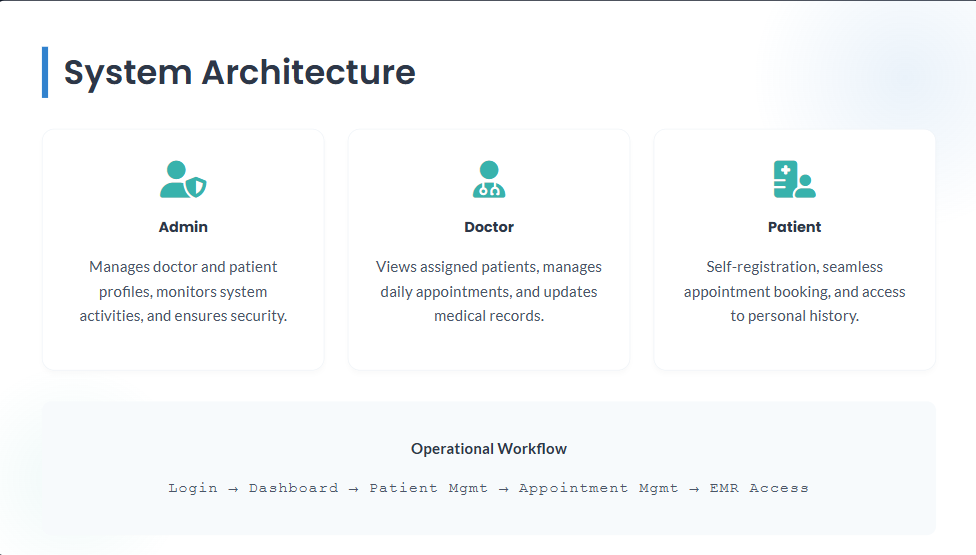 System Architecture
Admin
Manages doctor and patient
profiles, monitors system
activities, and ensures security.
Doctor
Views assigned patients, manages
daily appointments, and updates
medical records.
Patient
Self-registration, seamless
appointment booking, and access
to personal history.
Operational Workflow
Login → Dashboard → Patient Mgmt → Appointment Mgmt → EMR Access